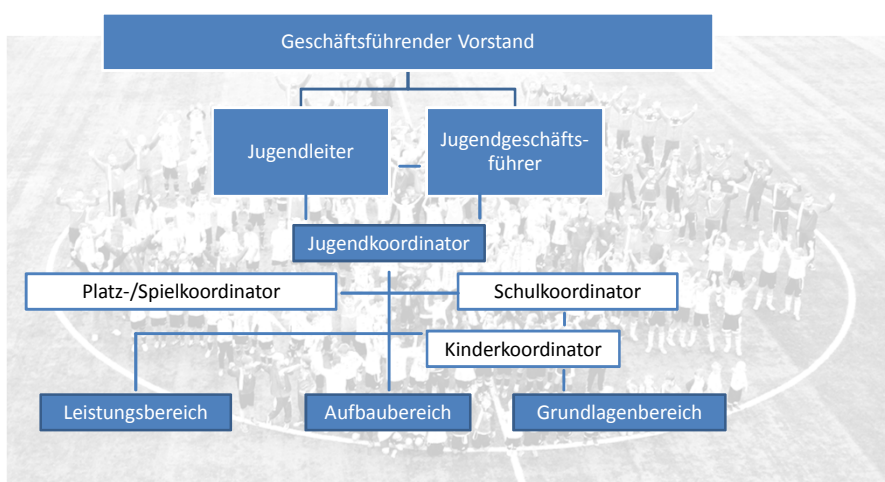 Geschäftsführender Vorstand
Jugendleiter
Jugendgeschäfts-
führer
Jugendkoordinator
Platz-/Spielkoordinator
Schulkoordinator
Kinderkoordinator
Leistungsbereich
Aufbaubereich
Grundlagenbereich